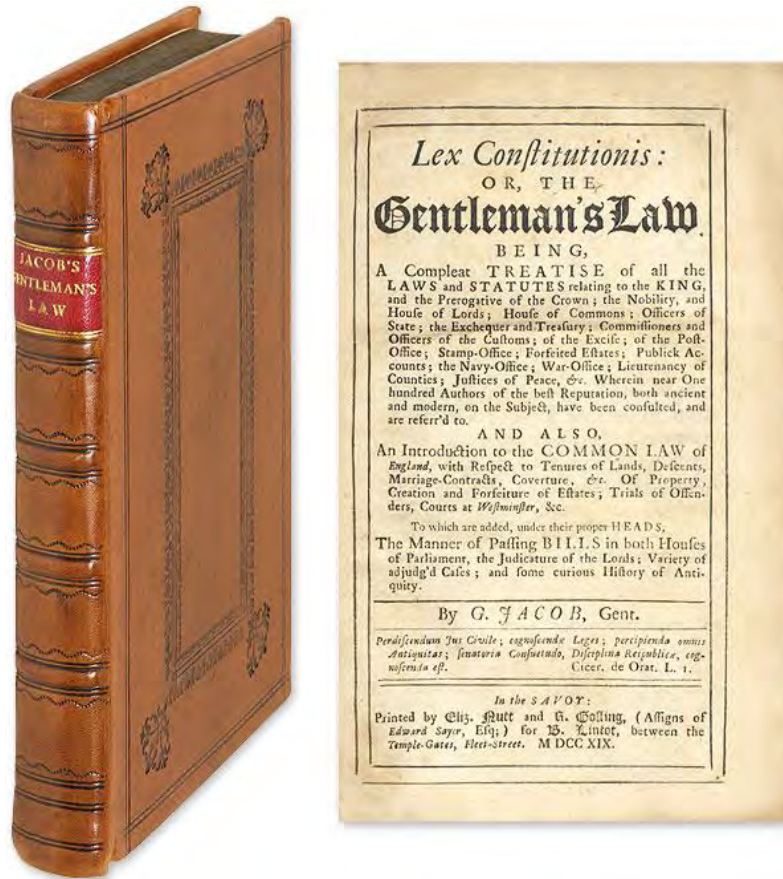 JACOB'S
GENTLEMAN'S
LAW
Lex Conſtitutionis:
OR, THE
Gentleman's Law.
BEING,
A Compleat TREATISE of all the
LAWS and STATUTES relating to the KING,
and the Prerogative of the Crown; the Nobility, and
Houſe of Lords; Houſe of Commons; Officers of
State; the Exchequer and Treaſury; Commiſſioners and
Officers of the Cuſtoms; of the Exciſe; of the Poſt-
Office; Stamp-Office; Forfeited Eſtates; Publick Ac-
counts; the Navy-Office; War-Office; Lieutenancy of
Counties; Juſtices of Peace, &c. Wherein near One
hundred Authors of the beſt Reputation, both ancient
and modern, on the Subject, have been conſulted, and
are referr'd to.
AND ALSO,
An Introduction to the COMMON LAW of
England, with Reſpect to Tenures of Lands, Deſcents,
Marriage-Contracts, Coverture, &c. Of Property,
Creation and Forfeiture of Eſtates; Trials of Offen-
ders, Courts at Weſtminſter, &c.
To which are added, under their proper HEADS,
The Manner of Paſſing BILLS in both Houſes
of Parliament, the Judicature of the Lords; Variety of
adjudg'd Caſes; and ſome curious Hiſtory of Anti-
quity.
By G. JACOB, Gent.
Perdiſcendum Jus Civile; cognoſcendæ Leges; percipienda omnis
Antiquitas; ſenatoria Conſuetudo, Diſciplina Reipublicæ, cog-
noſcenda eſt. Cicer. de Orat. L. 1.
In the SAVOY:
Printed by Eliz. Nutt and R. Goſling, (Aſſigns of
Edward Sayer, Eſq;) for B. Lintot, between the
Temple-Gates, Fleet-Street. M DCC XIX.